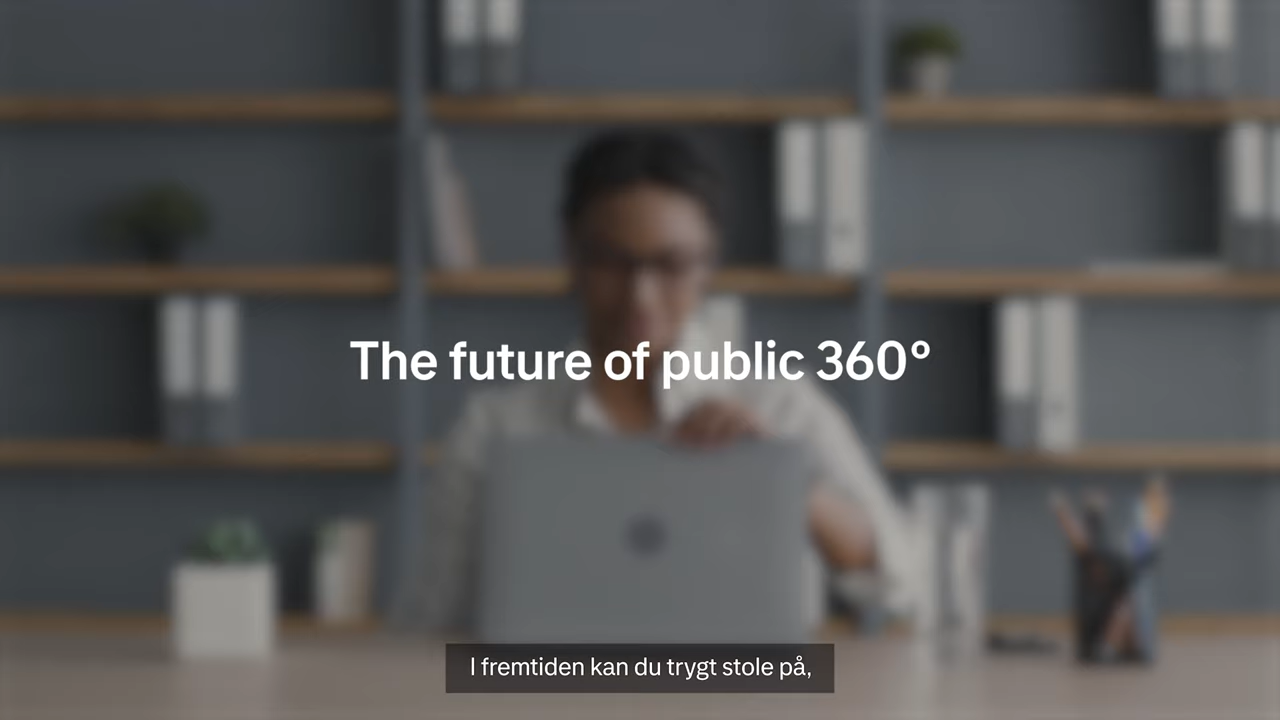 The future of public 360°
I fremtiden kan du trygt stole på,